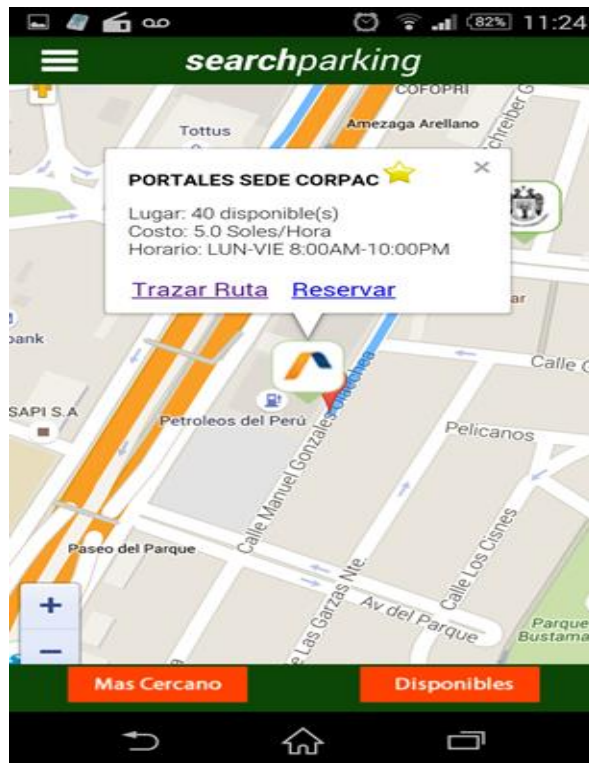 82% 11:24
searchparking
COFOPRI
Tottus
Amezaga Arellano
Schreiber G
PORTALES SEDE CORPAC
×
Lugar: 40 disponible(s)
Costo: 5.0 Soles/Hora
Horario: LUN-VIE 8:00AM-10:00PM
Trazar Ruta Reservar
ar
bank
Calle
SAPI S.A
Petroleos del Perú
Pelicanos
Calle Manuel Gonzales Olaechea
Paseo del Parque
Calle Los Cisnes
Las Garzas Nte.
Av del Parque
Parque
Bustama
+
−
Mas Cercano
Disponibles